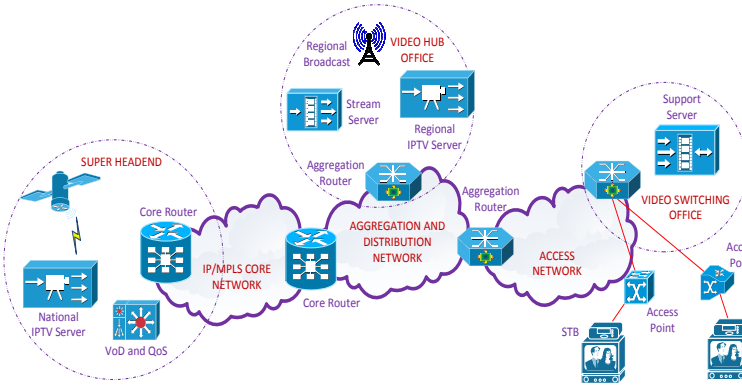 Regional
Broadcast
VIDEO HUB
OFFICE
Stream
Server
Regional
IPTV Server
Aggregation
Router
Support
Server
VIDEO SWITCHING
OFFICE
SUPER HEADEND
Core Router
National
IPTV Server
VoD and QoS
IP/MPLS CORE
NETWORK
Core Router
AGGREGATION AND
DISTRIBUTION
NETWORK
Aggregation
Router
ACCESS
NETWORK
Access
Point
STB